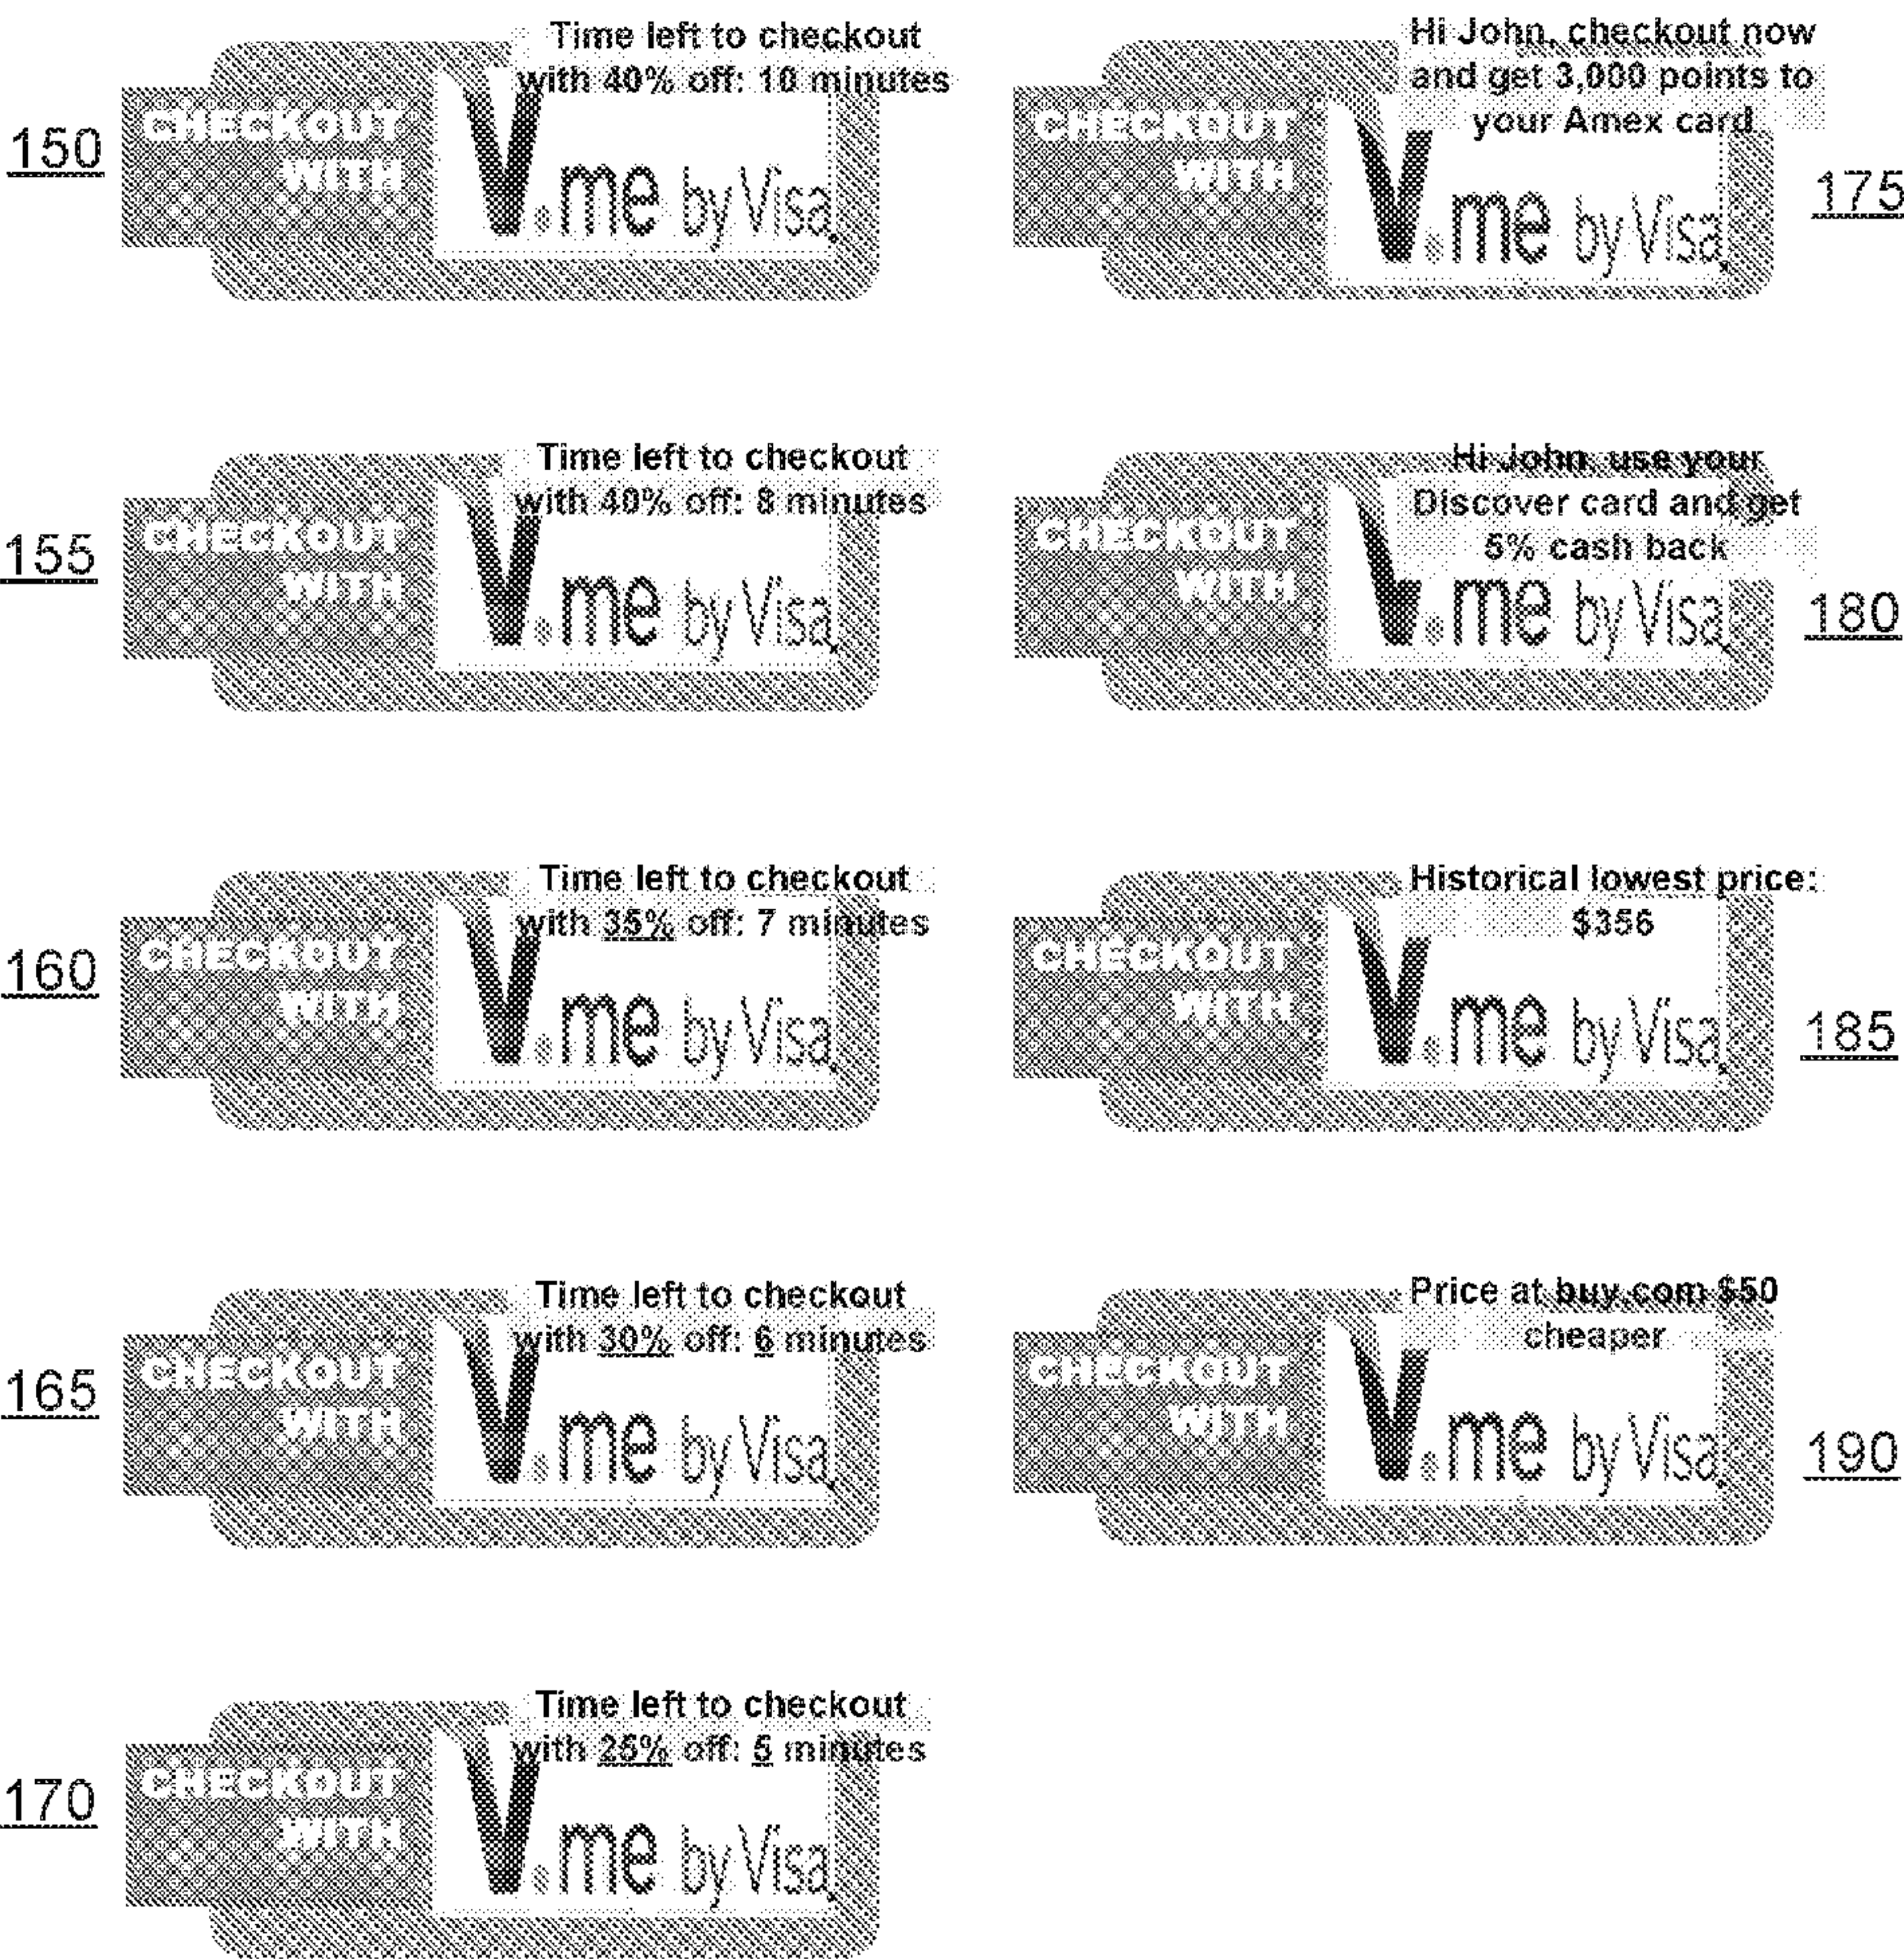 150
Time left to checkout
with 40% off: 10 minutes
CHECKOUT
WITH
V.me by Visa
155
Time left to checkout
with 40% off: 8 minutes
CHECKOUT
WITH
V.me by Visa
160
Time left to checkout
with 35% off: 7 minutes
CHECKOUT
WITH
V.me by Visa
165
Time left to checkout
with 30% off: 6 minutes
CHECKOUT
WITH
V.me by Visa
170
Time left to checkout
with 25% off: 5 minutes
CHECKOUT
WITH
V.me by Visa
Hi John, checkout now
and get 3,000 points to
your Amex card
CHECKOUT
WITH
V.me by Visa
175
Hi John, use your
Discover card and get
5% cash back
CHECKOUT
WITH
V.me by Visa
180
Historical lowest price:
$356
CHECKOUT
WITH
V.me by Visa
185
Price at buy.com $50
cheaper
CHECKOUT
WITH
V.me by Visa
190